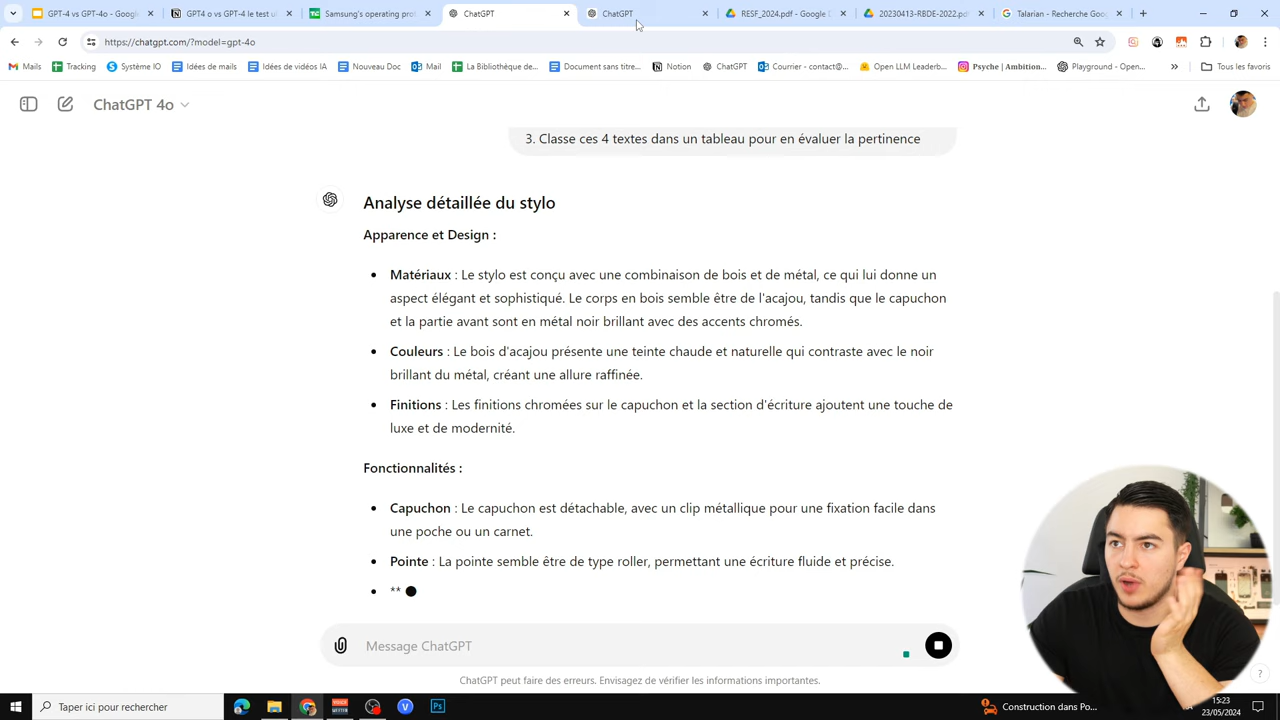 GPT-4 vs GPT-4o - Google
GPT4 o vs GPT-4 le test ul
Samsung's operating prof
ChatGPT
ChatGPT
RESF_2024.pdf - Google D
20230413-RBDE-2022.pdf
Talarian - Recherche Goog
https://chatgpt.com/?model=gpt-4o
Mails
Tracking
Système IO
Idées de mails
Idées de vidéos IA
Nouveau Doc
Mail
La Bibliothèque de...
Document sans titre...
Notion
ChatGPT
Courrier - contact@...
Open LLM Leaderb...
Psyche | Ambition...
Playground - Open...
Tous les favoris
ChatGPT 4o
3. Classe ces 4 textes dans un tableau pour en évaluer la pertinence
Analyse détaillée du stylo
Apparence et Design :
• Matériaux : Le stylo est conçu avec une combinaison de bois et de métal, ce qui lui donne un
aspect élégant et sophistiqué. Le corps en bois semble être de l'acajou, tandis que le capuchon
et la partie avant sont en métal noir brillant avec des accents chromés.
• Couleurs : Le bois d'acajou présente une teinte chaude et naturelle qui contraste avec le noir
brillant du métal, créant une allure raffinée.
• Finitions : Les finitions chromées sur le capuchon et la section d'écriture ajoutent une touche de
luxe et de modernité.
Fonctionnalités :
• Capuchon : Le capuchon est détachable, avec un clip métallique pour une fixation facile dans
une poche ou un carnet.
• Pointe : La pointe semble être de type roller, permettant une écriture fluide et précise.
• **
Message ChatGPT
ChatGPT peut faire des erreurs. Envisagez de vérifier les informations importantes.
?
Taper ici pour rechercher
Construction dans Po...
15:23
23/05/2024